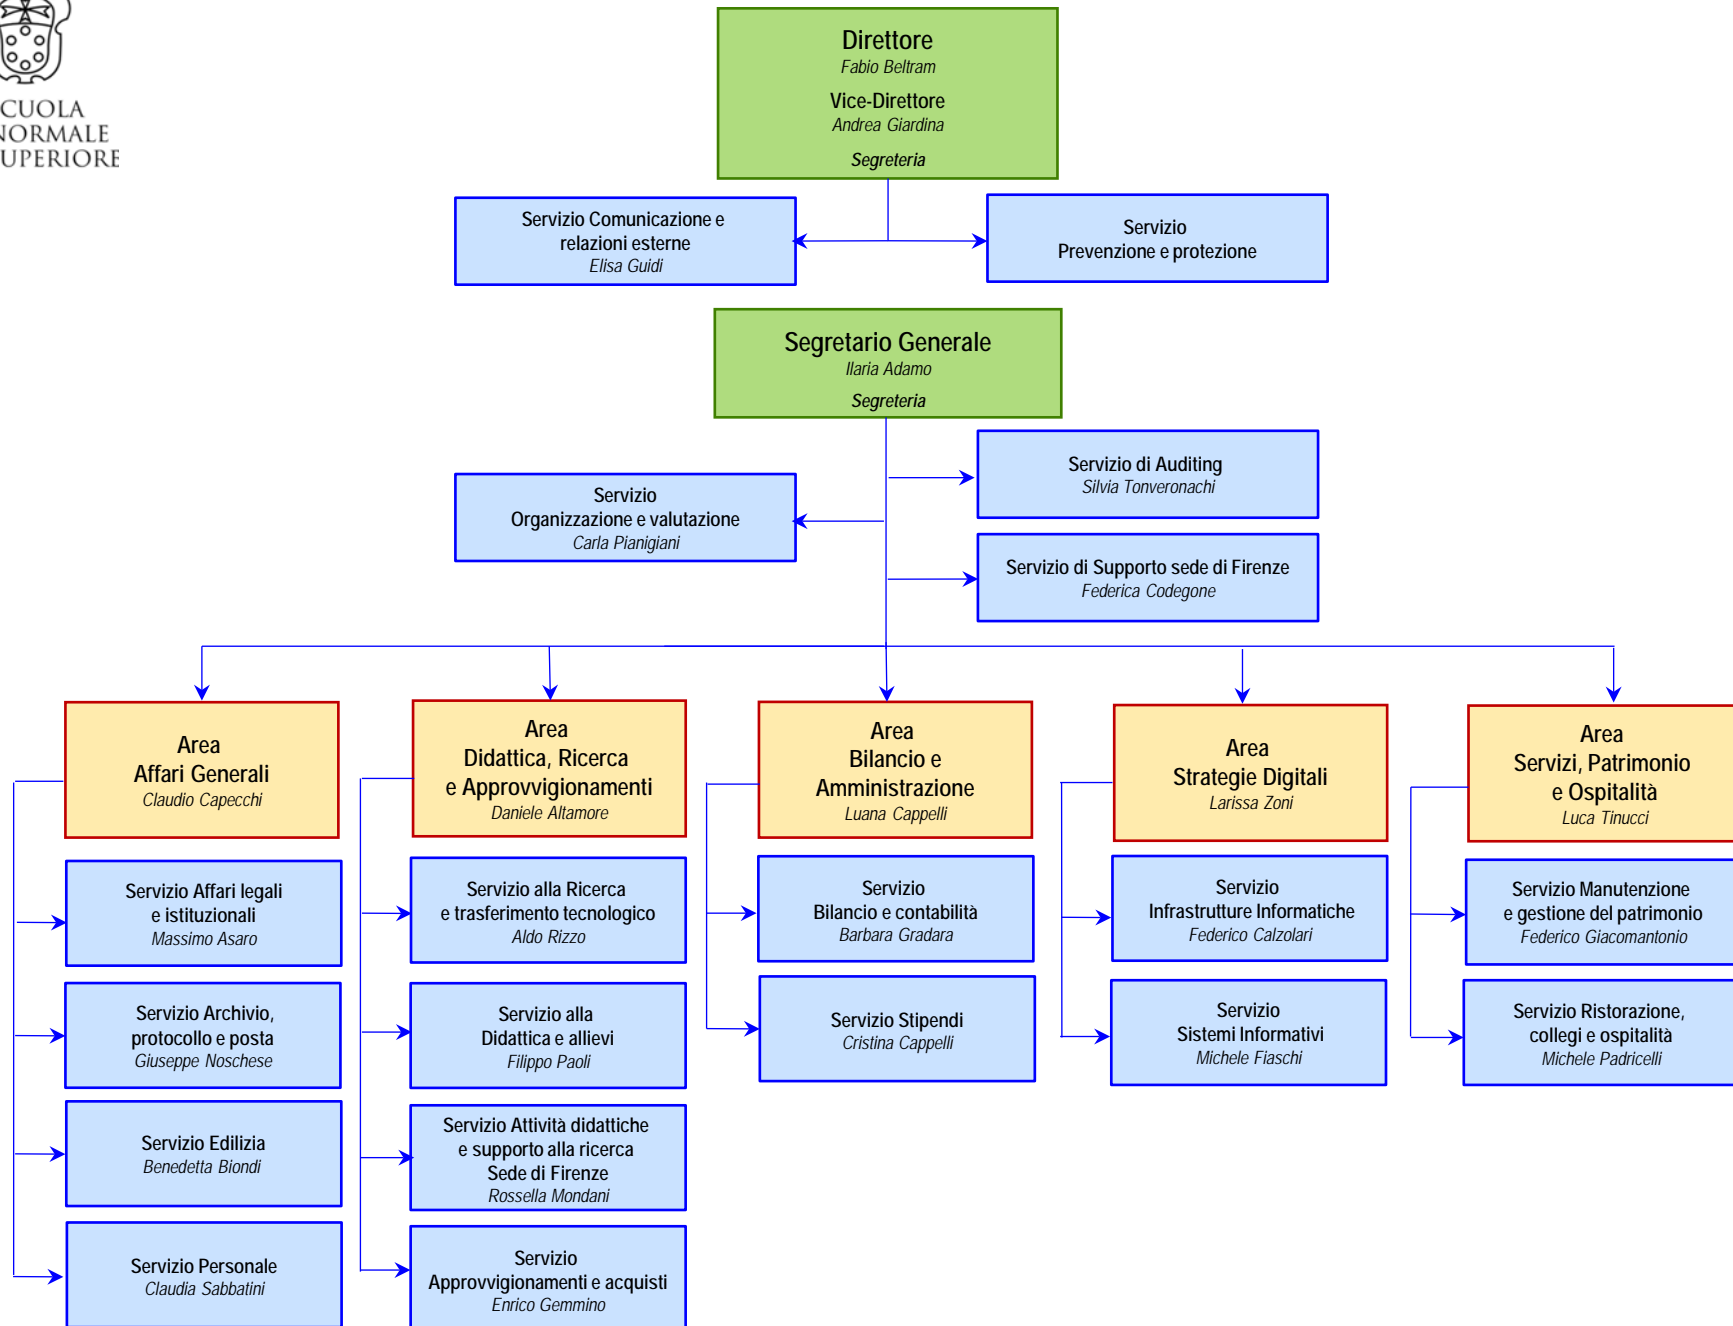 CUOLA
NORMALE
UPERIORE
Direttore
Fabio Beltram
Vice-Direttore
Andrea Giardina
Segreteria
Servizio Comunicazione e
relazioni esterne
Elisa Guidi
Servizio
Prevenzione e protezione
Segretario Generale
Ilaria Adamo
Segreteria
Servizio di Auditing
Silvia Tonveronachi
Servizio
Organizzazione e valutazione
Carla Pianigiani
Servizio di Supporto sede di Firenze
Federica Codegone
Area
Affari Generali
Claudio Capecchi
Area
Didattica, Ricerca
e Approvvigionamenti
Daniele Altamore
Area
Bilancio e
Amministrazione
Luana Cappelli
Area
Strategie Digitali
Larissa Zoni
Area
Servizi, Patrimonio
e Ospitalità
Luca Tinucci
Servizio Affari legali
e istituzionali
Massimo Asaro
Servizio alla Ricerca
e trasferimento tecnologico
Aldo Rizzo
Servizio
Bilancio e contabilità
Barbara Gradara
Servizio
Infrastrutture Informatiche
Federico Calzolari
Servizio Manutenzione
e gestione del patrimonio
Federico Giacomantonio
Servizio Archivio,
protocollo e posta
Giuseppe Noschese
Servizio alla
Didattica e allievi
Filippo Paoli
Servizio Stipendi
Cristina Cappelli
Servizio
Sistemi Informativi
Michele Fiaschi
Servizio Ristorazione,
collegi e ospitalità
Michele Padricelli
Servizio Edilizia
Benedetta Biondi
Servizio Attività didattiche
e supporto alla ricerca
Sede di Firenze
Rossella Mondani
Servizio Personale
Claudia Sabbatini
Servizio
Approvvigionamenti e acquisti
Enrico Gemmino